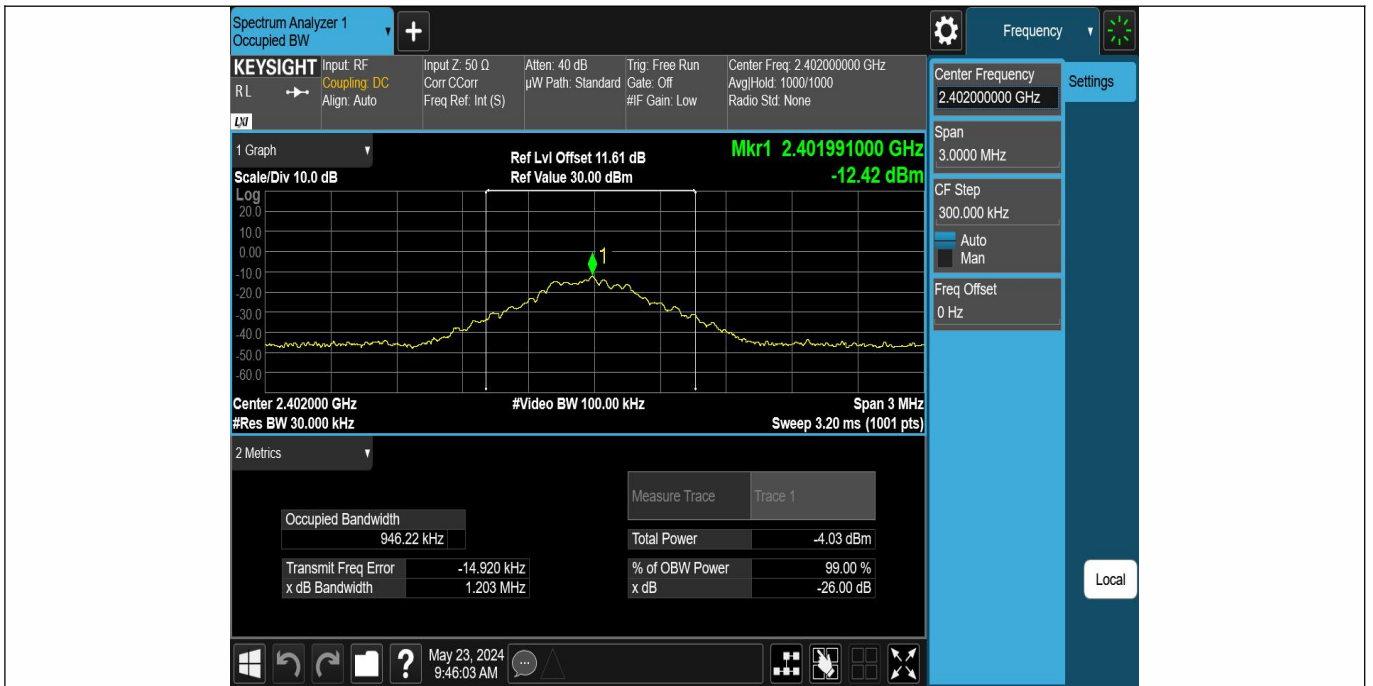 Spectrum Analyzer 1
Occupied BW
+
Frequency
KEYSIGHT
RL
LXI
Input: RF
Coupling: DC
Align: Auto
Input Z: 50 Ω
Corr CCorr
Freq Ref: Int (S)
Atten: 40 dB
µW Path: Standard
Trig: Free Run
Gate: Off
#IF Gain: Low
Center Freq: 2.402000000 GHz
Avg|Hold: 1000/1000
Radio Std: None
1 Graph
Scale/Div 10.0 dB
Ref Lvl Offset 11.61 dB
Ref Value 30.00 dBm
Mkr1 2.401991000 GHz
-12.42 dBm
Log
20.0
10.0
0.00
-10.0
-20.0
-30.0
-40.0
-50.0
-60.0
1
Center 2.402000 GHz
#Res BW 30.000 kHz
#Video BW 100.00 kHz
Span 3 MHz
Sweep 3.20 ms (1001 pts)
2 Metrics
Measure Trace Trace 1
Occupied Bandwidth
946.22 kHz
Total Power -4.03 dBm
Transmit Freq Error -14.920 kHz
% of OBW Power 99.00 %
x dB Bandwidth 1.203 MHz
x dB -26.00 dB
Center Frequency
2.402000000 GHz
Settings
Span
3.0000 MHz
CF Step
300.000 kHz
Auto
Man
Freq Offset
0 Hz
Local
?
May 23, 2024
9:46:03 AM